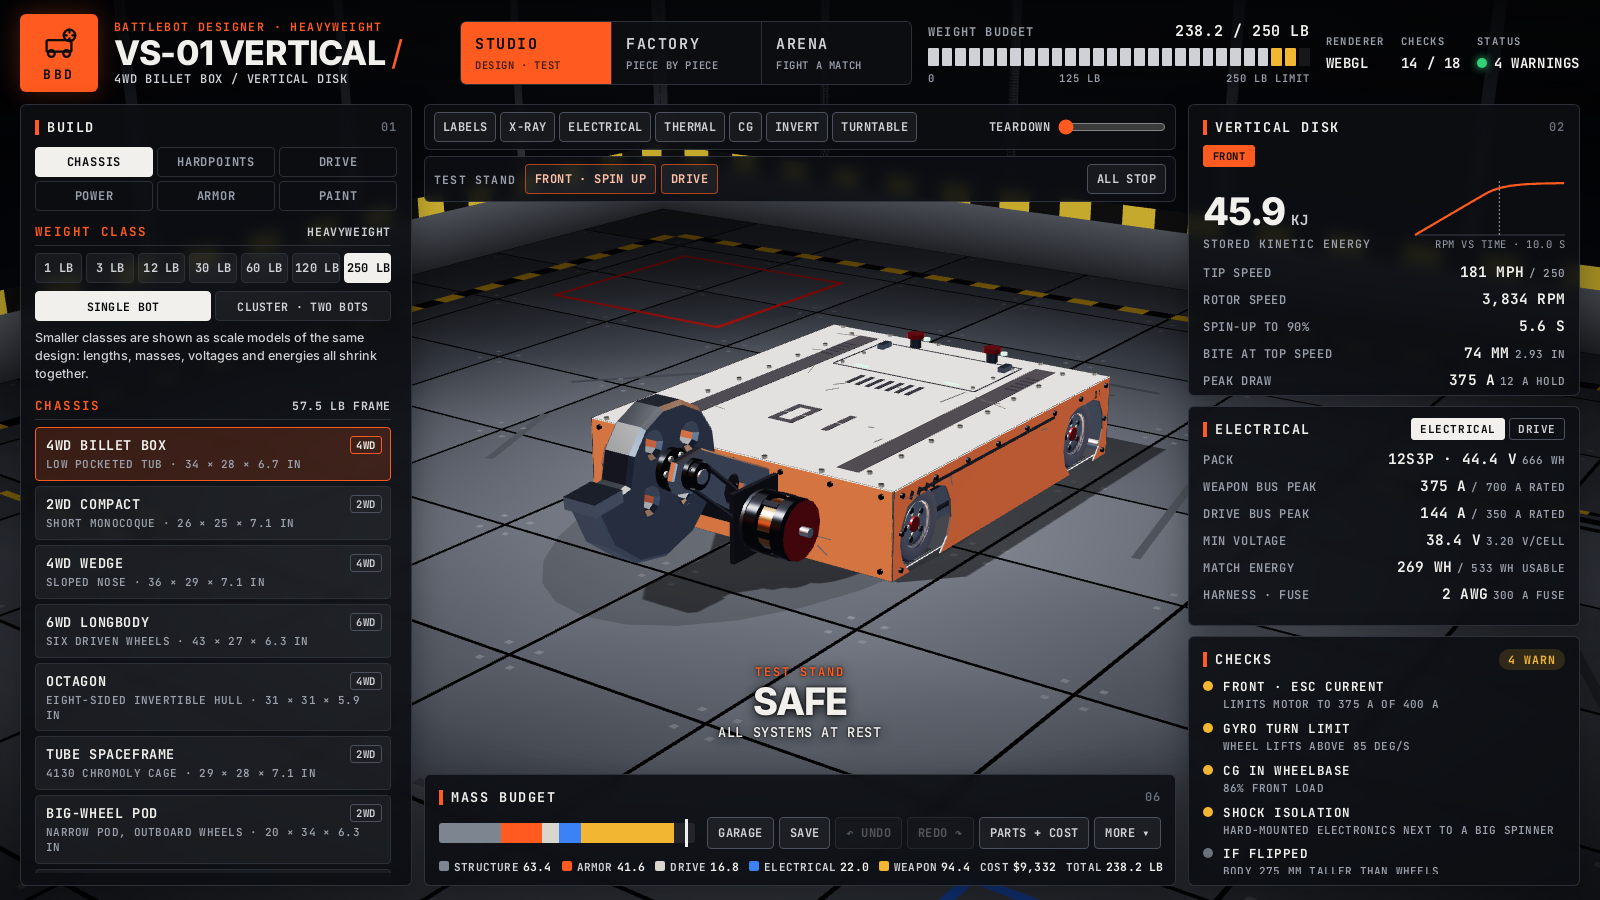 BBD
BATTLEBOT DESIGNER · HEAVYWEIGHT
VS-01 VERTICAL /
4WD BILLET BOX / VERTICAL DISK
STUDIO
DESIGN · TEST
FACTORY
PIECE BY PIECE
ARENA
FIGHT A MATCH
WEIGHT BUDGET 238.2 / 250 LB
0 125 LB 250 LB LIMIT
RENDERER CHECKS STATUS
WEBGL 14 / 18 4 WARNINGS
BUILD 01
CHASSIS HARDPOINTS DRIVE
POWER ARMOR PAINT
WEIGHT CLASS HEAVYWEIGHT
1 LB 3 LB 12 LB 30 LB 60 LB 120 LB 250 LB
SINGLE BOT CLUSTER · TWO BOTS
Smaller classes are shown as scale models of the same
design: lengths, masses, voltages and energies all shrink
together.
CHASSIS 57.5 LB FRAME
4WD BILLET BOX 4WD
LOW POCKETED TUB · 34 × 28 × 6.7 IN
2WD COMPACT 2WD
SHORT MONOCOQUE · 26 × 25 × 7.1 IN
4WD WEDGE 4WD
SLOPED NOSE · 36 × 29 × 7.1 IN
6WD LONGBODY 6WD
SIX DRIVEN WHEELS · 43 × 27 × 6.3 IN
OCTAGON 4WD
EIGHT-SIDED INVERTIBLE HULL · 31 × 31 × 5.9
IN
TUBE SPACEFRAME 2WD
4130 CHROMOLY CAGE · 29 × 28 × 7.1 IN
BIG-WHEEL POD 2WD
NARROW POD, OUTBOARD WHEELS · 20 × 34 × 6.3
IN
LABELS X-RAY ELECTRICAL THERMAL CG INVERT TURNTABLE TEARDOWN
TEST STAND FRONT · SPIN UP DRIVE ALL STOP
01
TEST STAND
SAFE
ALL SYSTEMS AT REST
MASS BUDGET 06
GARAGE SAVE ↶ UNDO REDO ↷ PARTS + COST MORE ▾
STRUCTURE 63.4 ARMOR 41.6 DRIVE 16.8 ELECTRICAL 22.0 WEAPON 94.4 COST $9,332 TOTAL 238.2 LB
VERTICAL DISK 02
FRONT
45.9 KJ
STORED KINETIC ENERGY RPM VS TIME · 10.0 S
TIP SPEED 181 MPH / 250
ROTOR SPEED 3,834 RPM
SPIN-UP TO 90% 5.6 S
BITE AT TOP SPEED 74 MM 2.93 IN
PEAK DRAW 375 A 12 A HOLD
ELECTRICAL ELECTRICAL DRIVE
PACK 12S3P · 44.4 V 666 WH
WEAPON BUS PEAK 375 A / 700 A RATED
DRIVE BUS PEAK 144 A / 350 A RATED
MIN VOLTAGE 38.4 V 3.20 V/CELL
MATCH ENERGY 269 WH / 533 WH USABLE
HARNESS · FUSE 2 AWG 300 A FUSE
CHECKS 4 WARN
FRONT · ESC CURRENT
LIMITS MOTOR TO 375 A OF 400 A
GYRO TURN LIMIT
WHEEL LIFTS ABOVE 85 DEG/S
CG IN WHEELBASE
86% FRONT LOAD
SHOCK ISOLATION
HARD-MOUNTED ELECTRONICS NEXT TO A BIG SPINNER
IF FLIPPED
BODY 275 MM TALLER THAN WHEELS